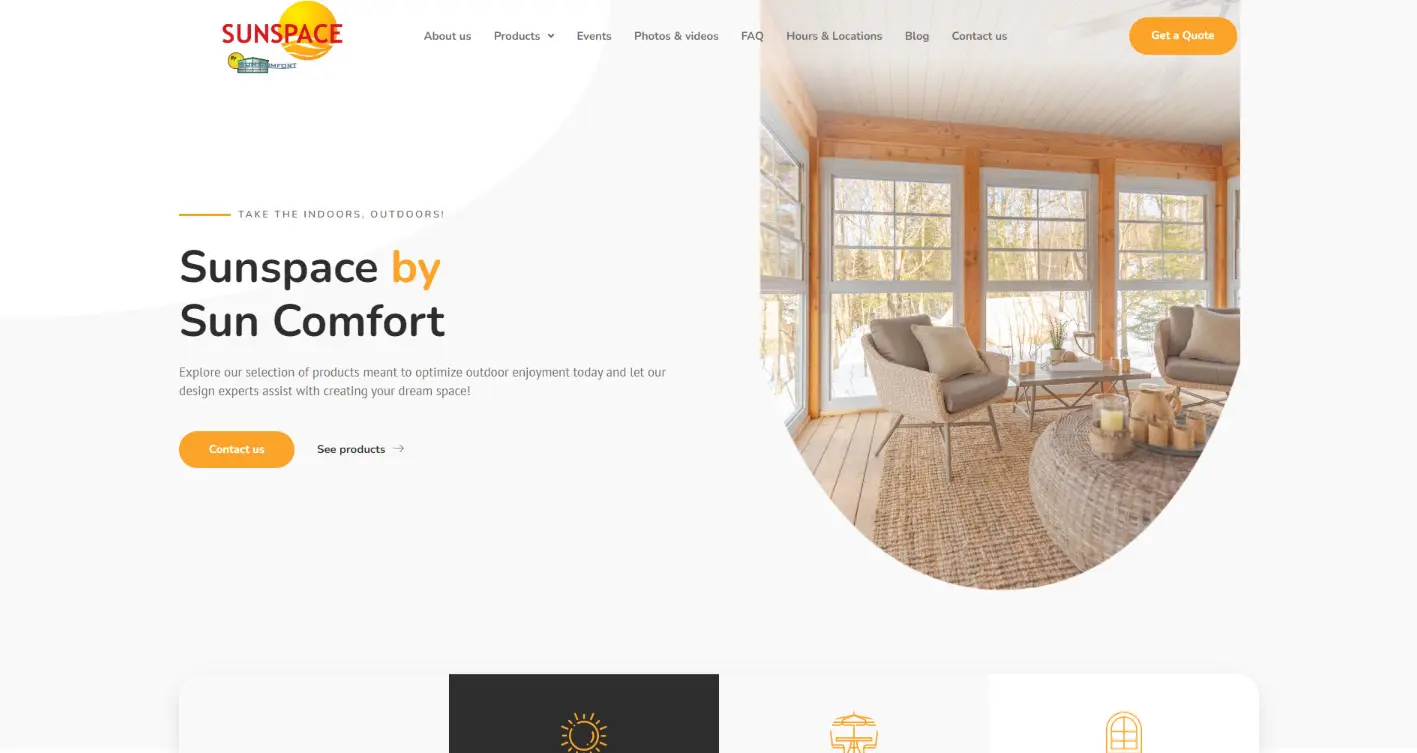 SUNSPACE
BY
SUN COMFORT
About us
Products
Events
Photos & videos
FAQ
Hours & Locations
Blog
Contact us
Get a Quote
TAKE THE INDOORS, OUTDOORS!
Sunspace by
Sun Comfort
Explore our selection of products meant to optimize outdoor enjoyment today and let our
design experts assist with creating your dream space!
Contact us
See products